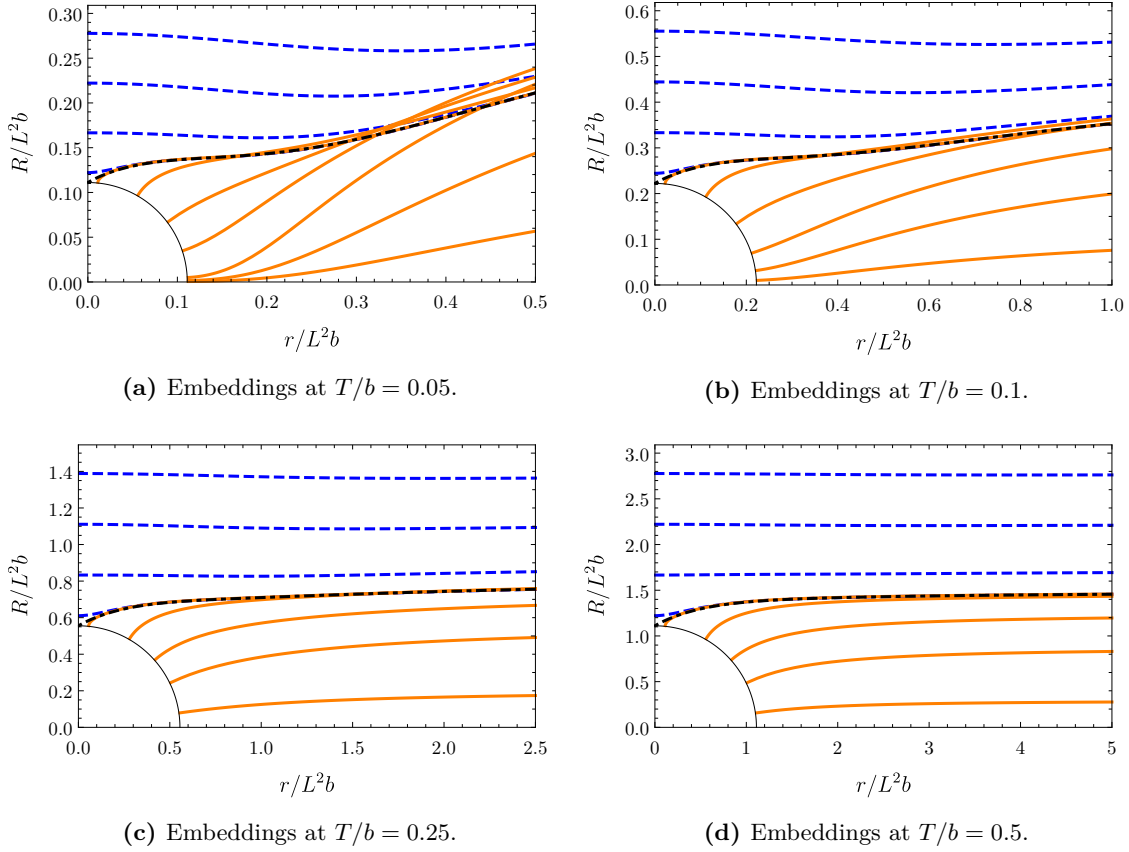 R/L²b
0.30
0.25
0.20
0.15
0.10
0.05
0.00
0.0 0.1 0.2 0.3 0.4 0.5
r/L²b
(a) Embeddings at T/b = 0.05.
R/L²b
0.6
0.5
0.4
0.3
0.2
0.1
0.0
0.0 0.2 0.4 0.6 0.8 1.0
r/L²b
(b) Embeddings at T/b = 0.1.
R/L²b
1.4
1.2
1.0
0.8
0.6
0.4
0.2
0.0
0.0 0.5 1.0 1.5 2.0 2.5
r/L²b
(c) Embeddings at T/b = 0.25.
R/L²b
3.0
2.5
2.0
1.5
1.0
0.5
0.0
0 1 2 3 4 5
r/L²b
(d) Embeddings at T/b = 0.5.